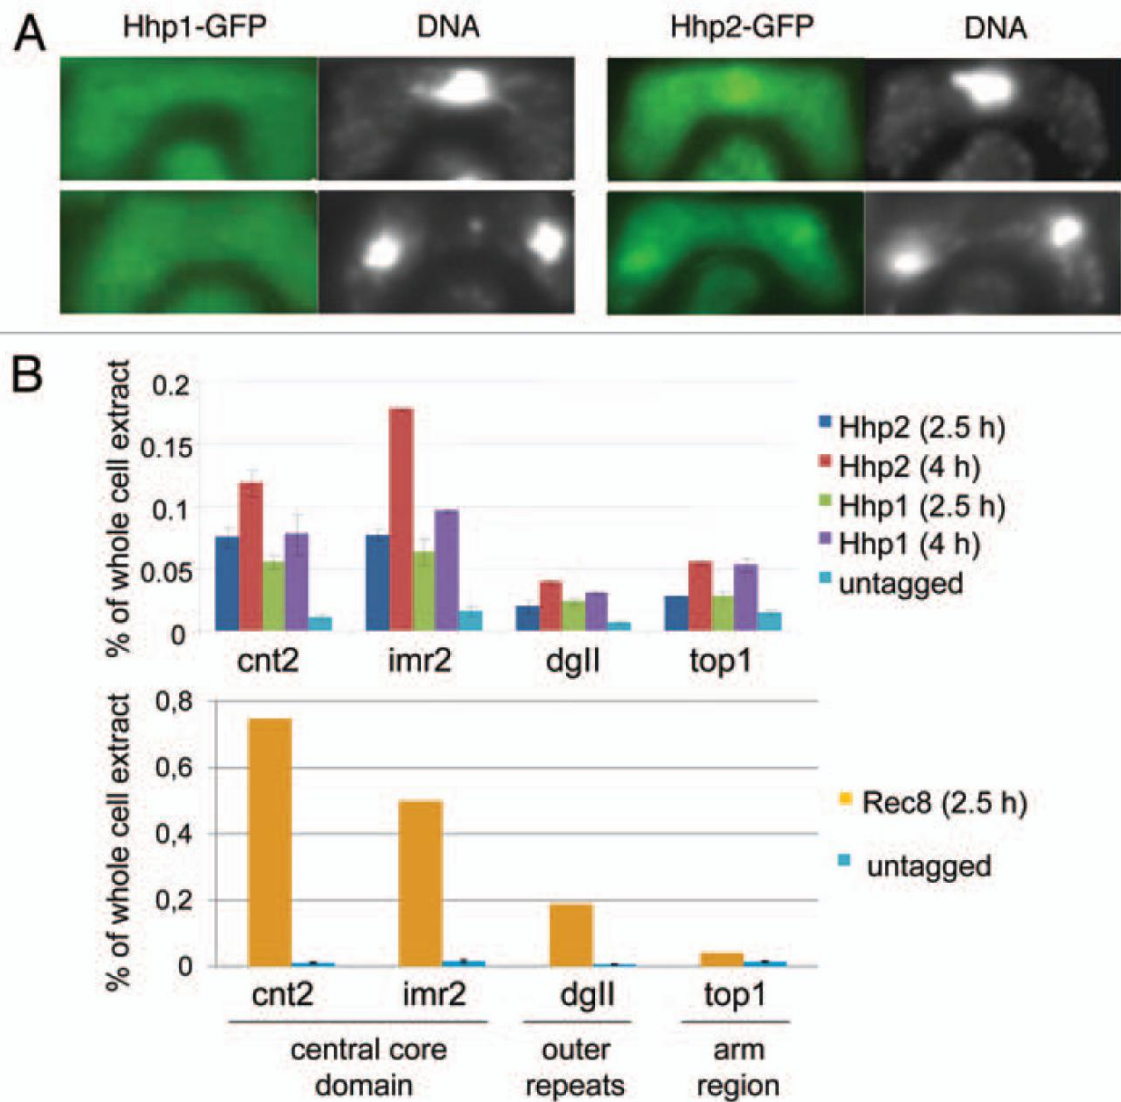 A
Hhp1-GFP DNA Hhp2-GFP DNA
B
% of whole cell extract
0.2
0.15
0.1
0.05
0
cnt2 imr2 dgII top1
Hhp2 (2.5 h)
Hhp2 (4 h)
Hhp1 (2.5 h)
Hhp1 (4 h)
untagged
% of whole cell extract
0,8
0,6
0,4
0,2
0
cnt2 imr2 dgII top1
Rec8 (2.5 h)
untagged
central core outer arm
domain repeats region